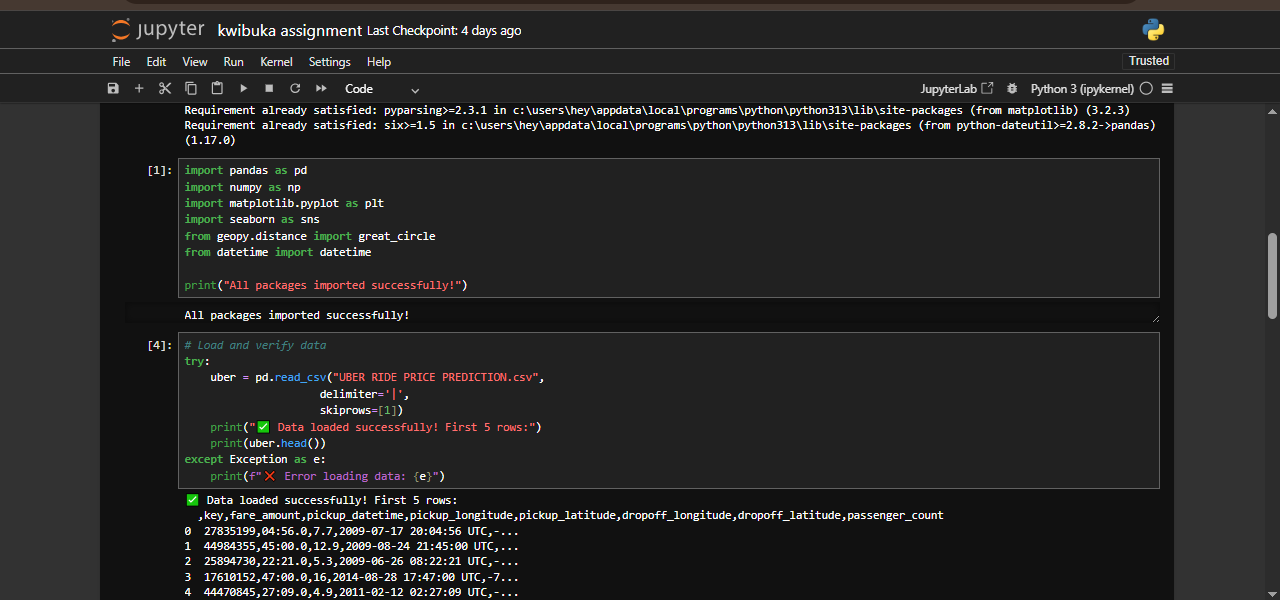 jupyter kwibuka assignment Last Checkpoint: 4 days ago
File Edit View Run Kernel Settings Help Trusted
Code JupyterLab Python 3 (ipykernel)
Requirement already satisfied: pyparsing>=2.3.1 in c:\users\hey\appdata\local\programs\python\python313\lib\site-packages (from matplotlib) (3.2.3)
Requirement already satisfied: six>=1.5 in c:\users\hey\appdata\local\programs\python\python313\lib\site-packages (from python-dateutil>=2.8.2->pandas)
(1.17.0)
[1]: import pandas as pd
import numpy as np
import matplotlib.pyplot as plt
import seaborn as sns
from geopy.distance import great_circle
from datetime import datetime
print("All packages imported successfully!")
All packages imported successfully!
[4]: # Load and verify data
try:
uber = pd.read_csv("UBER RIDE PRICE PREDICTION.csv",
delimiter='|',
skiprows=[1])
print("✅ Data loaded successfully! First 5 rows:")
print(uber.head())
except Exception as e:
print(f"❌ Error loading data: {e}")
✅ Data loaded successfully! First 5 rows:
,key,fare_amount,pickup_datetime,pickup_longitude,pickup_latitude,dropoff_longitude,dropoff_latitude,passenger_count
0 27835199,04:56.0,7.7,2009-07-17 20:04:56 UTC,-...
1 44984355,45:00.0,12.9,2009-08-24 21:45:00 UTC,-...
2 25894730,22:21.0,5.3,2009-06-26 08:22:21 UTC,-...
3 17610152,47:00.0,16,2014-08-28 17:47:00 UTC,-7...
4 44470845,27:09.0,4.9,2011-02-12 02:27:09 UTC,-...